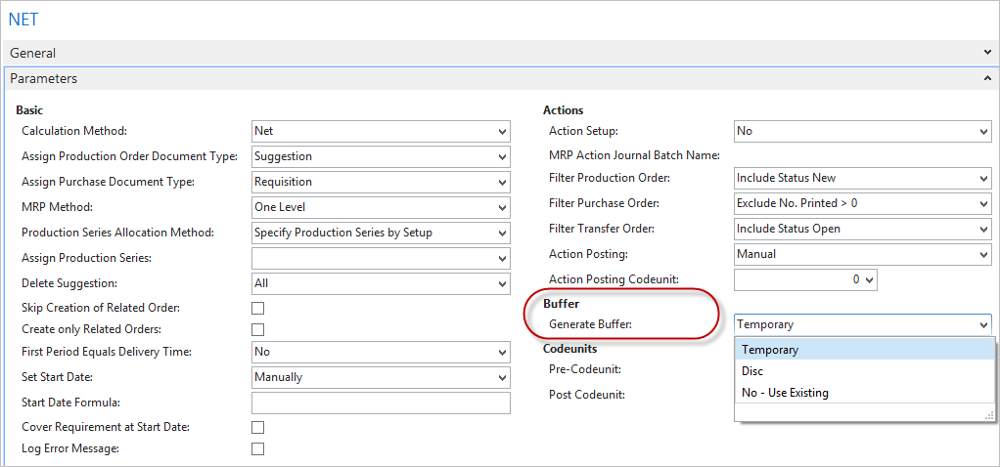 NET
General
Parameters
Basic
Calculation Method: Net
Assign Production Order Document Type: Suggestion
Assign Purchase Document Type: Requisition
MRP Method: One Level
Production Series Allocation Method: Specify Production Series by Setup
Assign Production Series:
Delete Suggestion: All
Skip Creation of Related Order:
Create only Related Orders:
First Period Equals Delivery Time: No
Set Start Date: Manually
Start Date Formula:
Cover Requirement at Start Date:
Log Error Message:
Actions
Action Setup: No
MRP Action Journal Batch Name:
Filter Production Order: Include Status New
Filter Purchase Order: Exclude No. Printed > 0
Filter Transfer Order: Include Status Open
Action Posting: Manual
Action Posting Codeunit: 0
Buffer
Generate Buffer: Temporary
Temporary
Disc
No - Use Existing
Codeunits
Pre-Codeunit:
Post Codeunit: